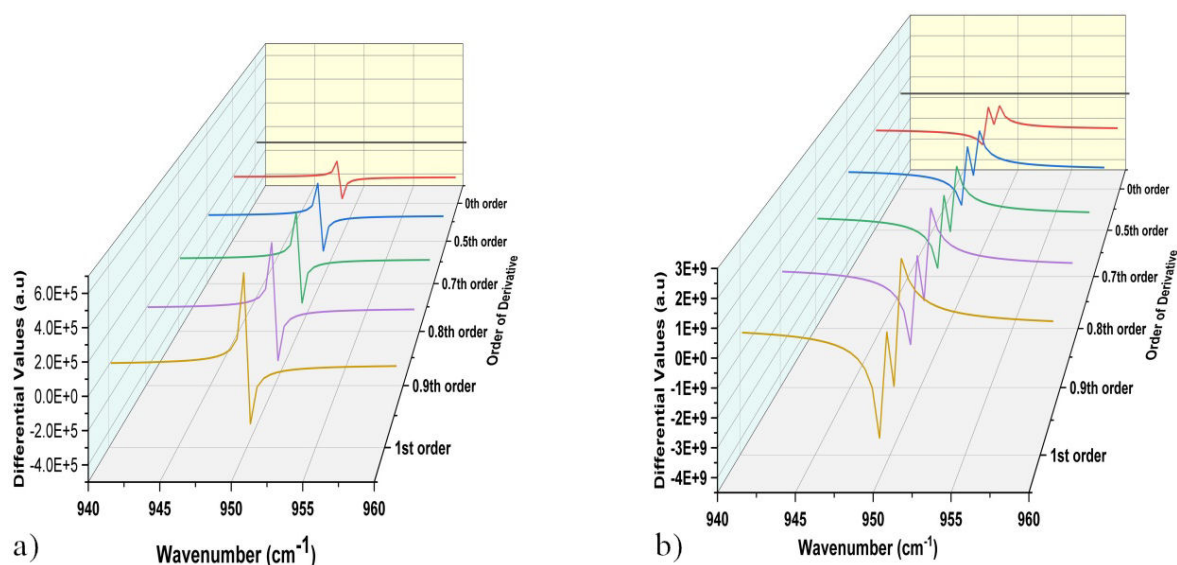 6.0E+5
4.0E+5
2.0E+5
0.0E+0
-2.0E+5
-4.0E+5
Differential Values (a.u)
940
945
950
955
960
Wavenumber (cm-1)
0th order
0.5th order
0.7th order
0.8th order
0.9th order
1st order
Order of Derivative
a)
3E+9
2E+9
1E+9
0E+0
-1E+9
-2E+9
-3E+9
-4E+9
Differential Values (a.u)
940
945
950
955
960
Wavenumber (cm-1)
0th order
0.5th order
0.7th order
0.8th order
0.9th order
1st order
Order of Derivative
b)